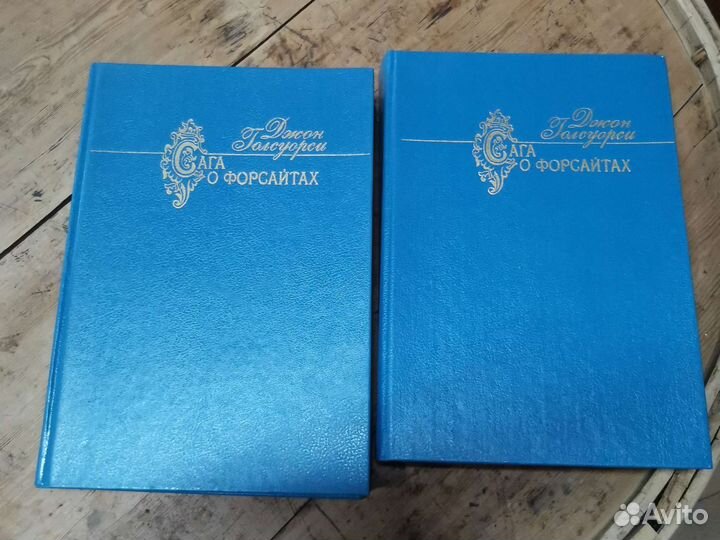 Джон
Голсуорси
Сага
о Форсайтах
Джон
Голсуорси
Сага
о Форсайтах
Avito